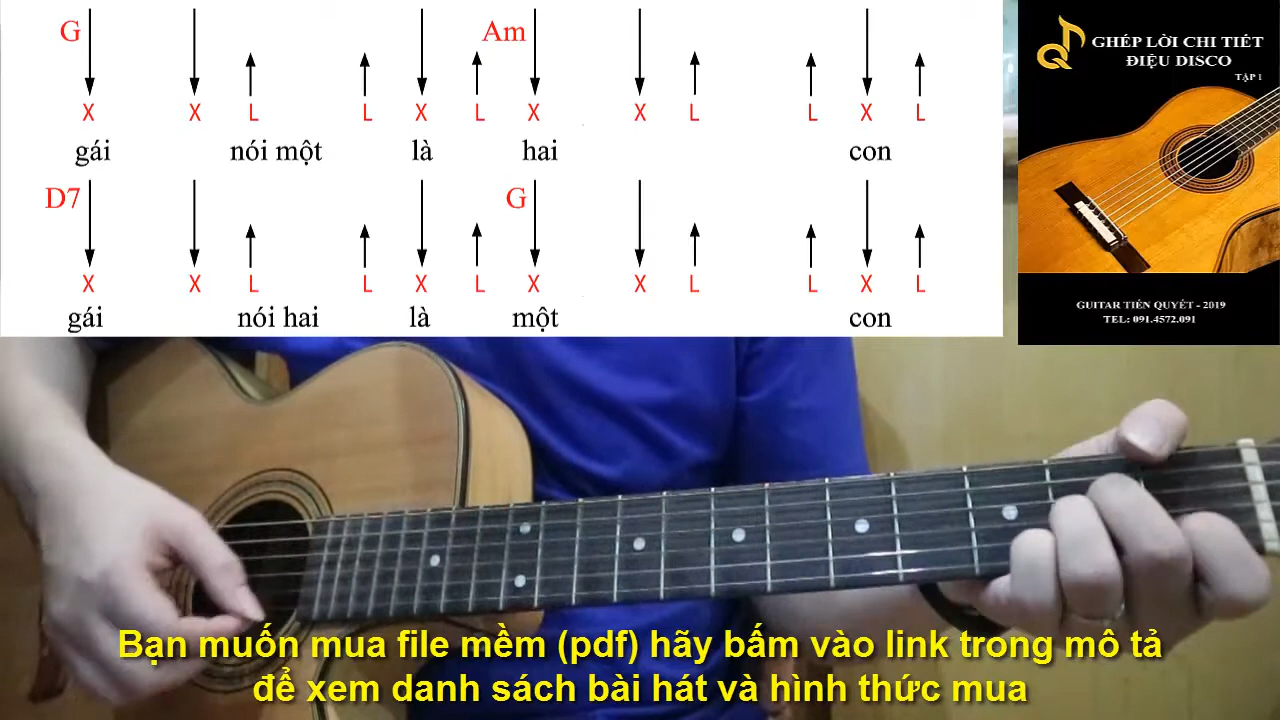 G Am
X X L L X L X X L L X L
gái nói một là hai con
D7 G
X X L L X L X X L L X L
gái nói hai là một con
GHÉP LỜI CHI TIẾT
ĐIỆU DISCO
TẬP 1
GUITAR TIẾN QUYẾT - 2019
TEL: 091.4572.091
Bạn muốn mua file mềm (pdf) hãy bấm vào link trong mô tả
để xem danh sách bài hát và hình thức mua